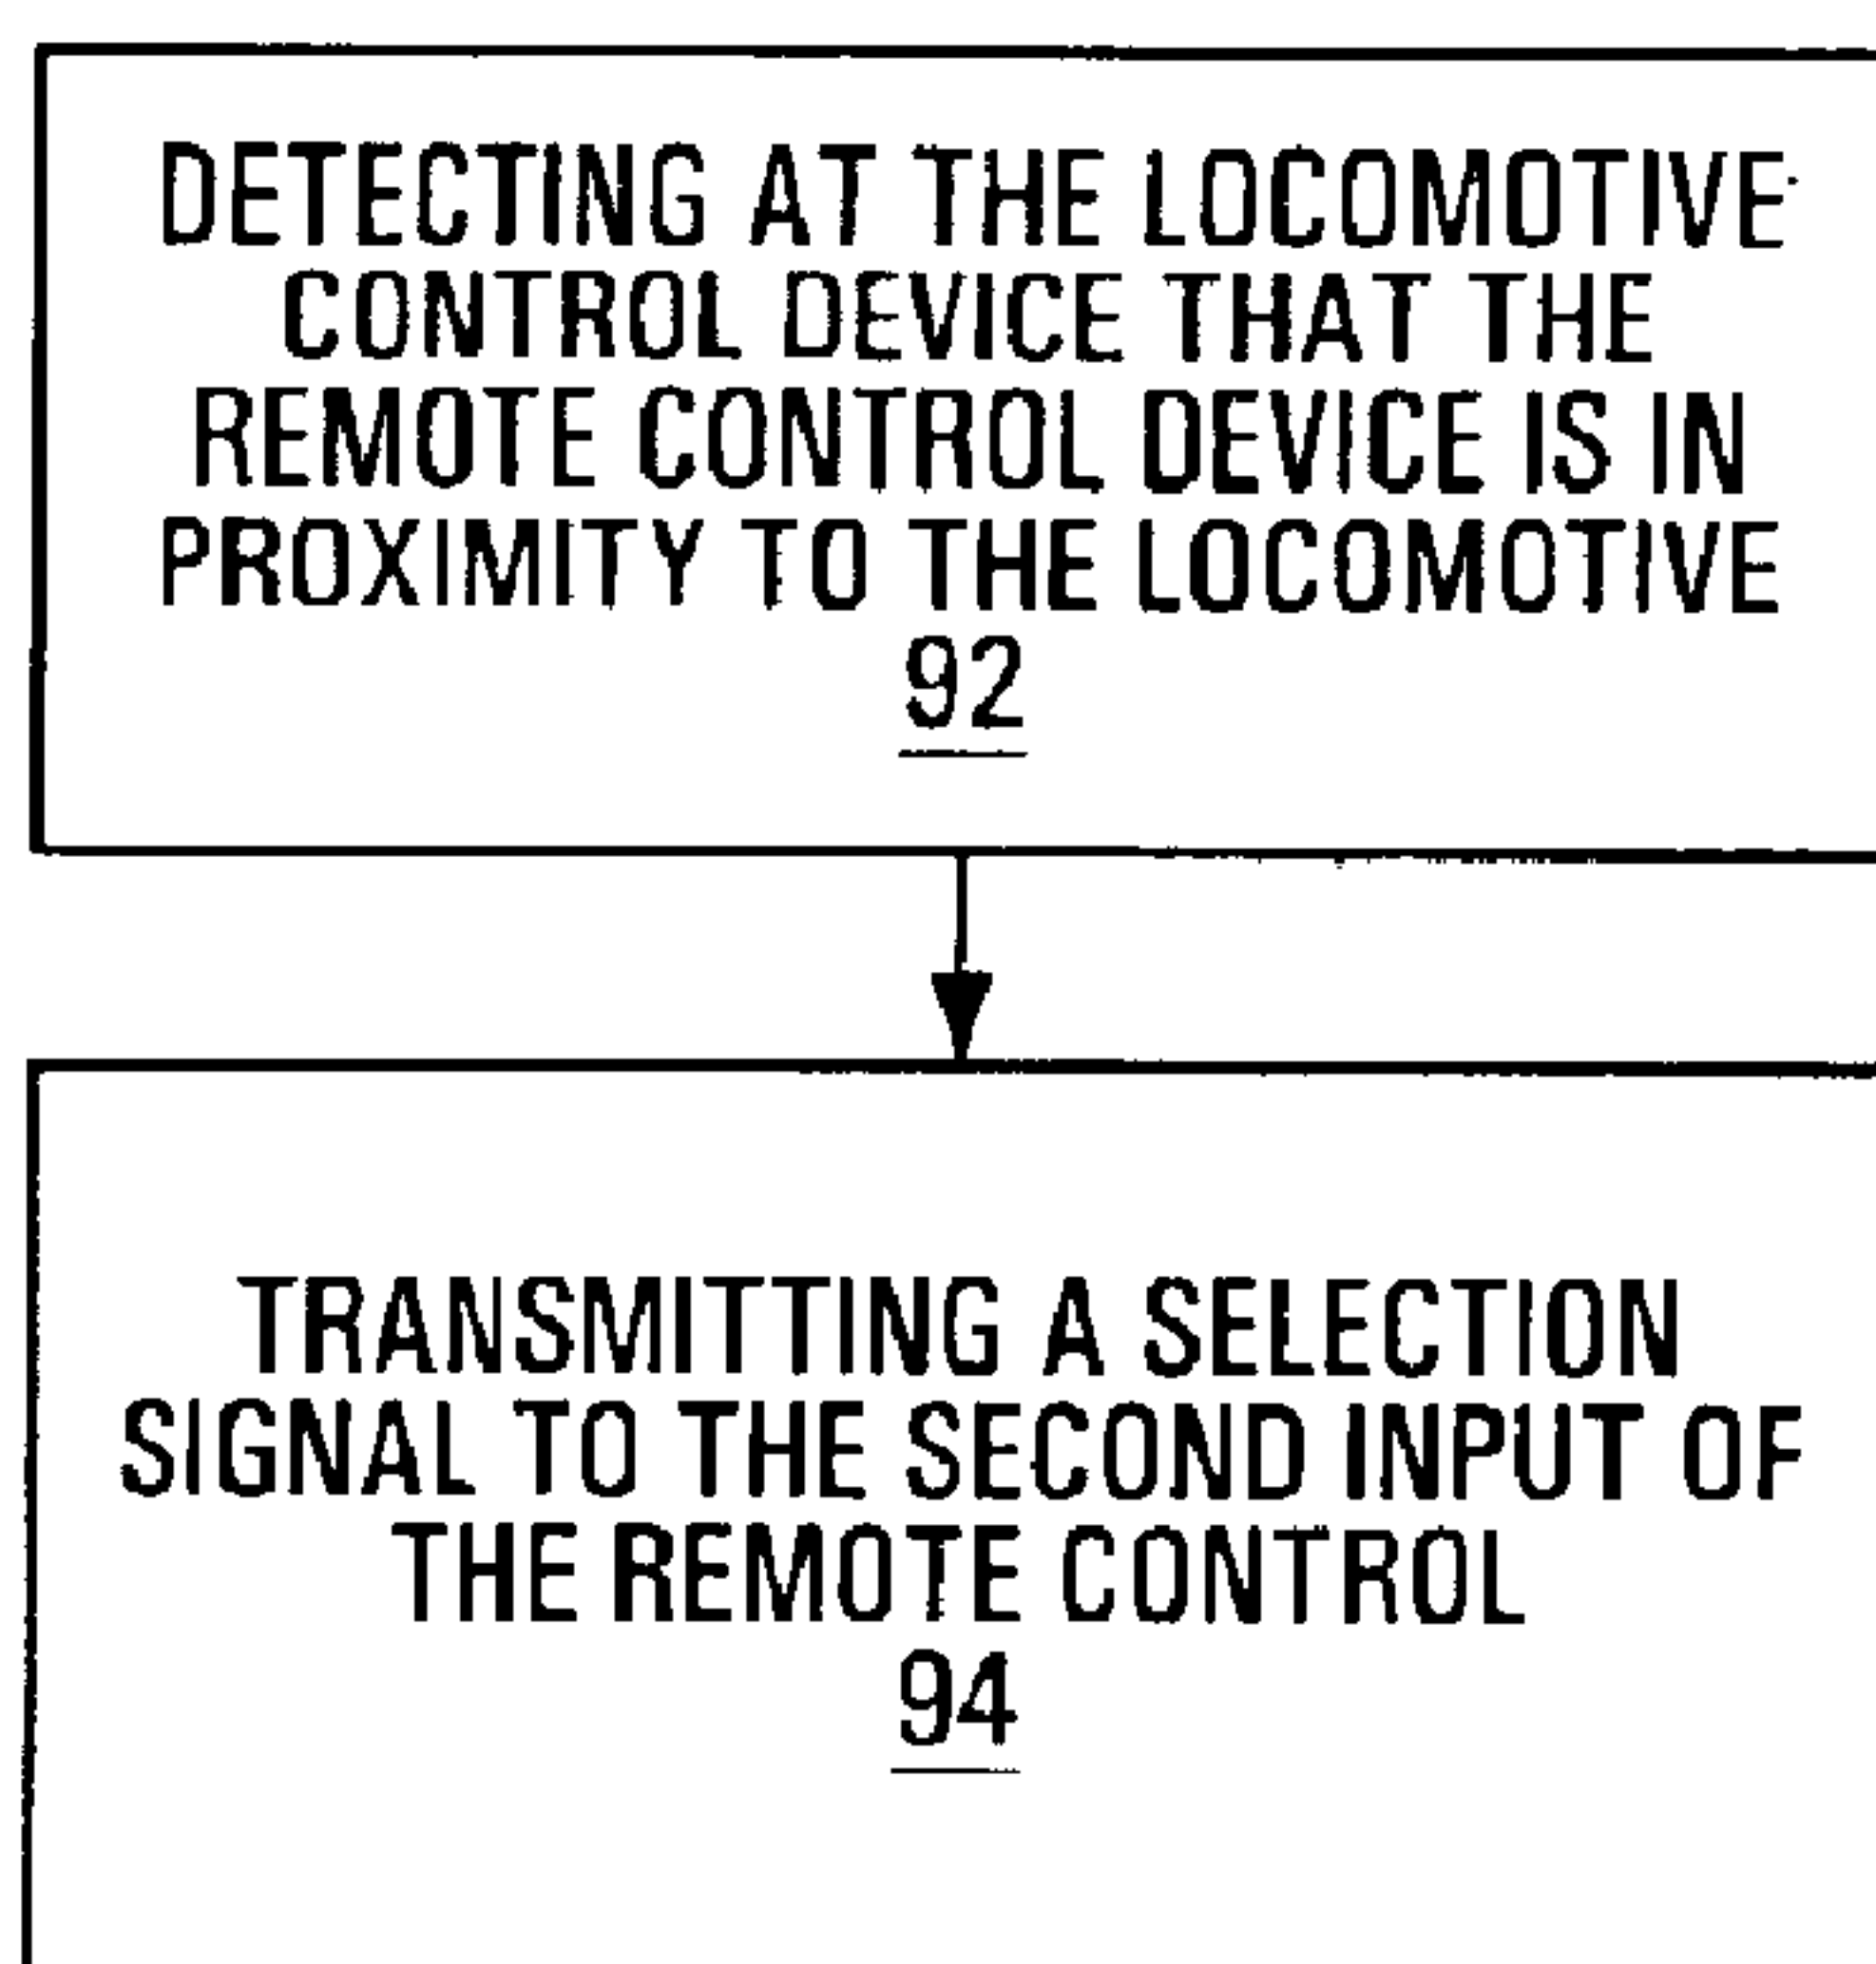 DETECTING AT THE LOCOMOTIVE
CONTROL DEVICE THAT THE
REMOTE CONTROL DEVICE IS IN
PROXIMITY TO THE LOCOMOTIVE
92
TRANSMITTING A SELECTION
SIGNAL TO THE SECOND INPUT OF
THE REMOTE CONTROL
94